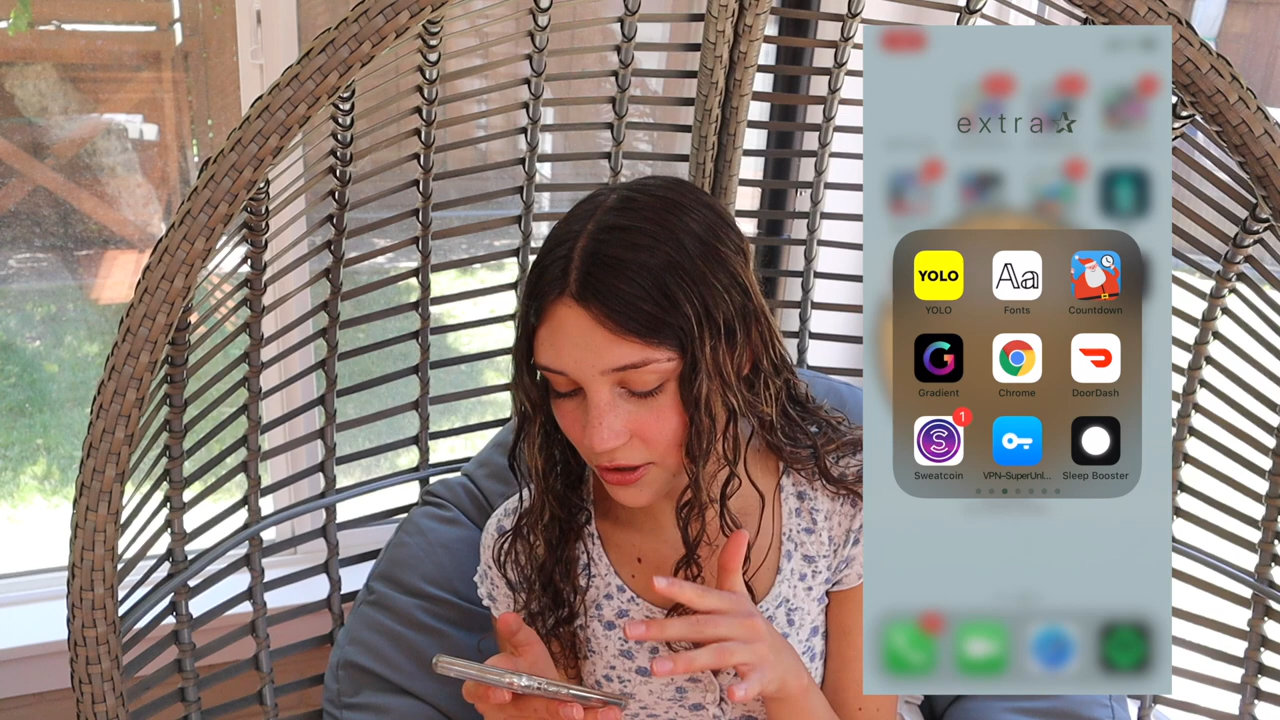 extra☆
YOLO
Aa
YOLO
Fonts
Countdown
G
Gradient
Chrome
DoorDash
1
S
Sweatcoin
VPN-SuperUnl...
Sleep Booster